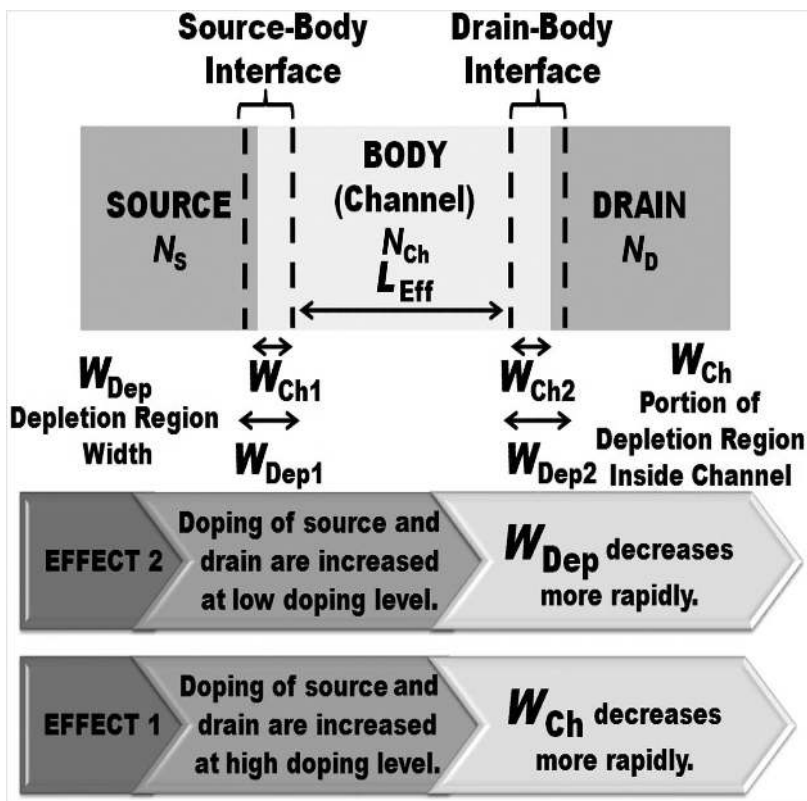 Source-Body
Interface
Drain-Body
Interface
SOURCE
N_S
BODY
(Channel)
N_Ch
L_Eff
DRAIN
N_D
W_Dep
Depletion Region
Width
W_Ch1
W_Dep1
W_Ch2
W_Dep2
W_Ch
Portion of
Depletion Region
Inside Channel
EFFECT 2
Doping of source and
drain are increased
at low doping level.
W_Dep decreases
more rapidly.
EFFECT 1
Doping of source and
drain are increased
at high doping level.
W_Ch decreases
more rapidly.